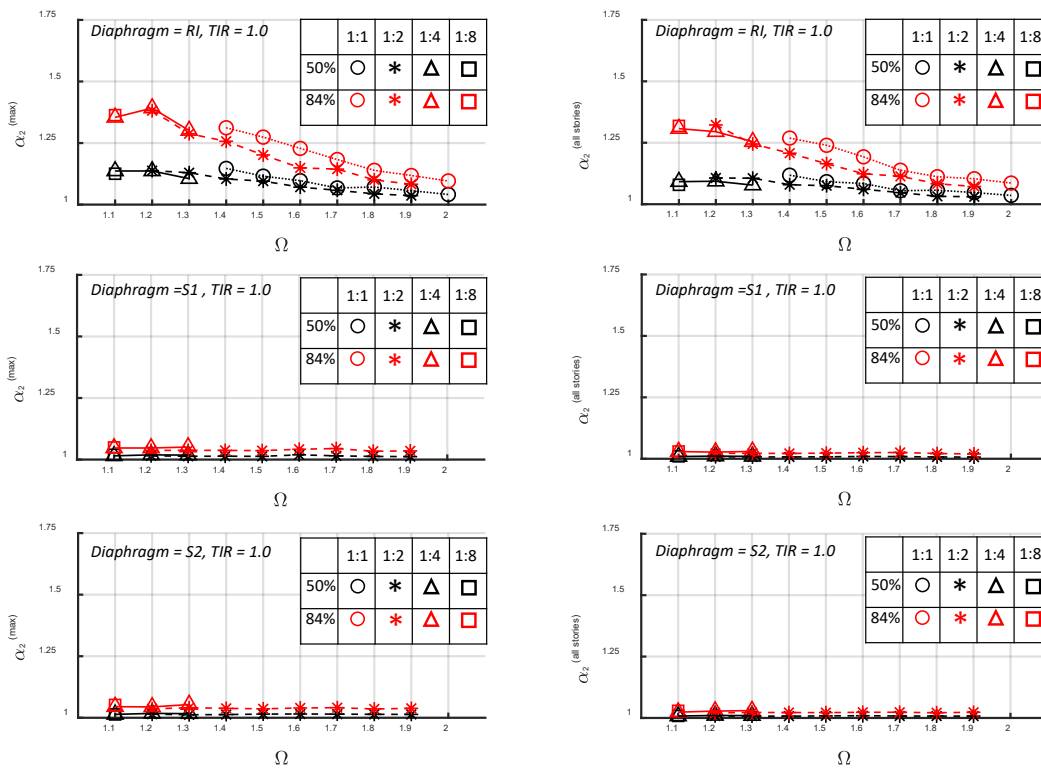 1.75
Diaphragm = RI, TIR = 1.0
1:1 1:2 1:4 1:8
50%
84%
1.5
1.25
1
α2 (max)
1.1 1.2 1.3 1.4 1.5 1.6 1.7 1.8 1.9 2
Ω
1.75
Diaphragm = RI, TIR = 1.0
1:1 1:2 1:4 1:8
50%
84%
1.5
1.25
1
α2 (all stories)
1.1 1.2 1.3 1.4 1.5 1.6 1.7 1.8 1.9 2
Ω
1.75
Diaphragm =S1 , TIR = 1.0
1:1 1:2 1:4 1:8
50%
84%
1.5
1.25
1
α2 (max)
1.1 1.2 1.3 1.4 1.5 1.6 1.7 1.8 1.9 2
Ω
1.75
Diaphragm =S1 , TIR = 1.0
1:1 1:2 1:4 1:8
50%
84%
1.5
1.25
1
α2 (all stories)
1.1 1.2 1.3 1.4 1.5 1.6 1.7 1.8 1.9 2
Ω
1.75
Diaphragm = S2, TIR = 1.0
1:1 1:2 1:4 1:8
50%
84%
1.5
1.25
1
α2 (max)
1.1 1.2 1.3 1.4 1.5 1.6 1.7 1.8 1.9 2
Ω
1.75
Diaphragm = S2, TIR = 1.0
1:1 1:2 1:4 1:8
50%
84%
1.5
1.25
1
α2 (all stories)
1.1 1.2 1.3 1.4 1.5 1.6 1.7 1.8 1.9 2
Ω